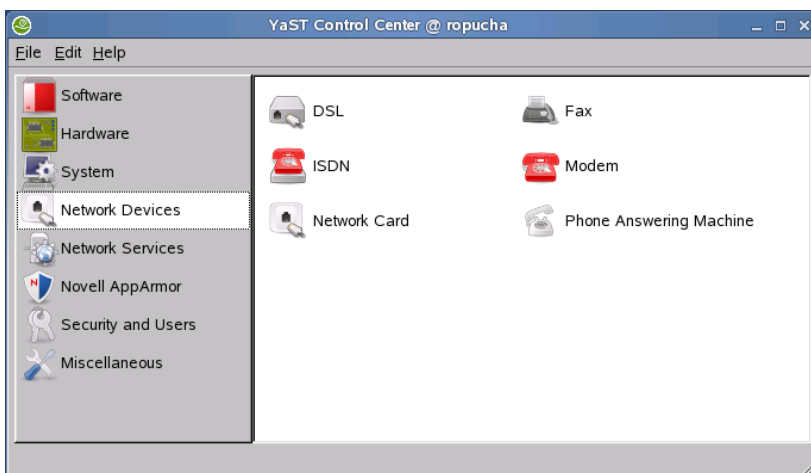 YaST Control Center @ ropucha
File Edit Help
Software
Hardware
System
Network Devices
Network Services
Novell AppArmor
Security and Users
Miscellaneous
DSL
Fax
ISDN
Modem
Network Card
Phone Answering Machine